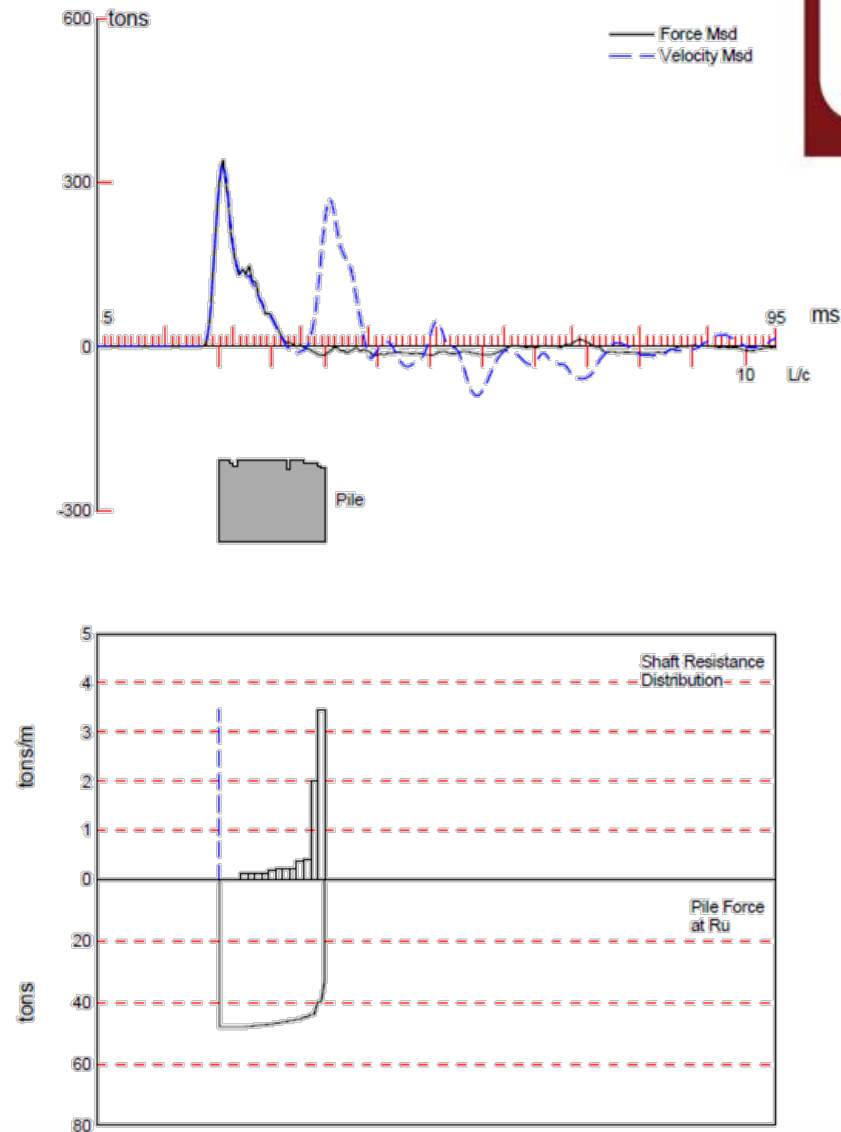 600 tons
Force Msd
Velocity Msd
300
5
95 ms
0
10 L/c
Pile
-300
5
Shaft Resistance
4
Distribution
tons/m
3
2
1
0
Pile Force
at Ru
20
tons
40
60
80